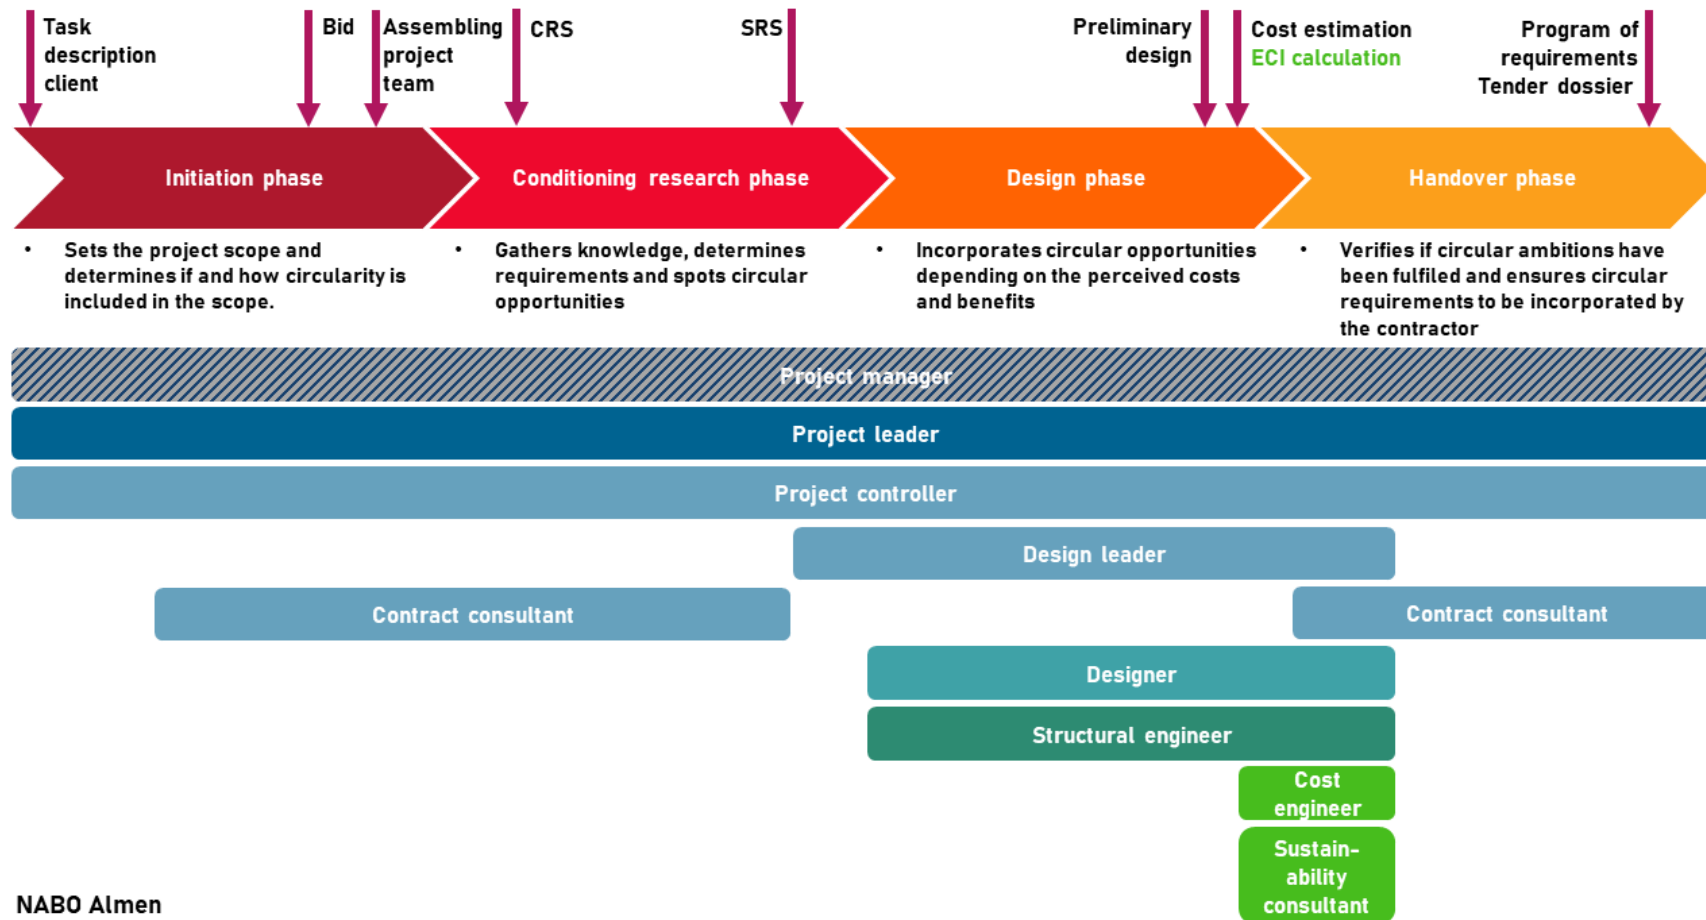 Task
description
client
Bid
Assembling
project
team
CRS
SRS
Preliminary
design
Cost estimation
ECI calculation
Program of
requirements
Tender dossier
Initiation phase
Conditioning research phase
Design phase
Handover phase
• Sets the project scope and
determines if and how circularity is
included in the scope.
• Gathers knowledge, determines
requirements and spots circular
opportunities
• Incorporates circular opportunities
depending on the perceived costs
and benefits
• Verifies if circular ambitions have
been fulfiled and ensures circular
requirements to be incorporated by
the contractor
Project manager
Project leader
Project controller
Design leader
Contract consultant
Contract consultant
Designer
Structural engineer
Cost
engineer
Sustain-
ability
consultant
NABO Almen